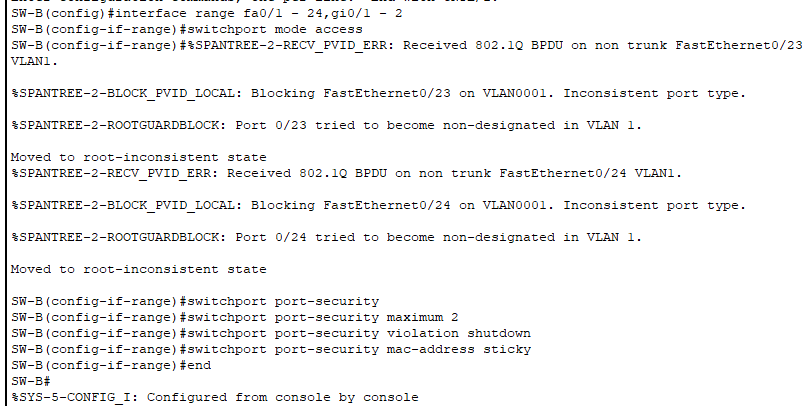 SW-B(config)#interface range fa0/1 - 24,gi0/1 - 2
SW-B(config-if-range)#switchport mode access
SW-B(config-if-range)#%SPANTREE-2-RECV_PVID_ERR: Received 802.1Q BPDU on non trunk FastEthernet0/23
VLAN1.
%SPANTREE-2-BLOCK_PVID_LOCAL: Blocking FastEthernet0/23 on VLAN0001. Inconsistent port type.
%SPANTREE-2-ROOTGUARDBLOCK: Port 0/23 tried to become non-designated in VLAN 1.
Moved to root-inconsistent state
%SPANTREE-2-RECV_PVID_ERR: Received 802.1Q BPDU on non trunk FastEthernet0/24 VLAN1.
%SPANTREE-2-BLOCK_PVID_LOCAL: Blocking FastEthernet0/24 on VLAN0001. Inconsistent port type.
%SPANTREE-2-ROOTGUARDBLOCK: Port 0/24 tried to become non-designated in VLAN 1.
Moved to root-inconsistent state
SW-B(config-if-range)#switchport port-security
SW-B(config-if-range)#switchport port-security maximum 2
SW-B(config-if-range)#switchport port-security violation shutdown
SW-B(config-if-range)#switchport port-security mac-address sticky
SW-B(config-if-range)#end
SW-B#
%SYS-5-CONFIG_I: Configured from console by console